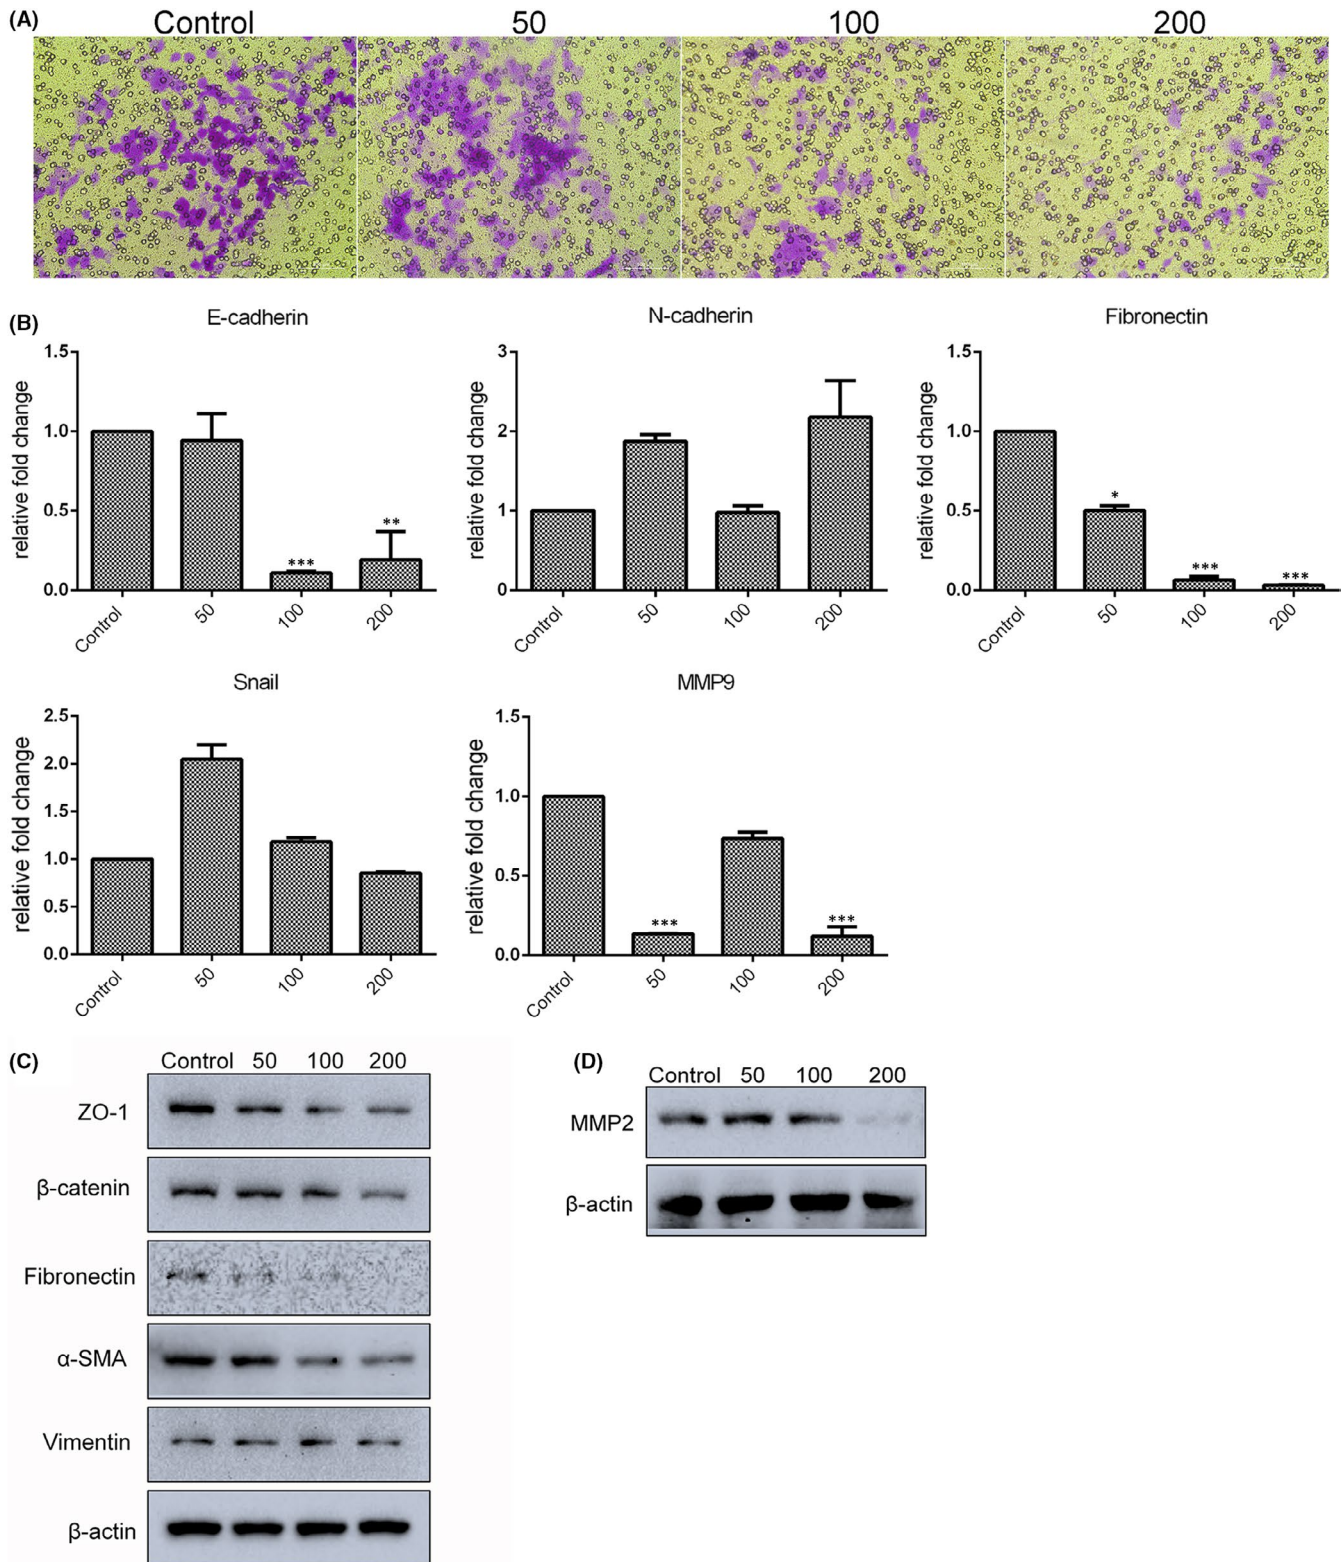 (A) Control 50 100 200
(B) E-cadherin N-cadherin Fibronectin
relative fold change
1.5
1.0
0.5
0.0
Control 50 100 200
***
**
relative fold change
3
2
1
0
Control 50 100 200
relative fold change
1.5
1.0
0.5
0.0
Control 50 100 200
*
***
***
Snail MMP9
relative fold change
2.5
2.0
1.5
1.0
0.5
0.0
Control 50 100 200
relative fold change
1.5
1.0
0.5
0.0
Control 50 100 200
***
***
(C) Control 50 100 200
ZO-1
β-catenin
Fibronectin
α-SMA
Vimentin
β-actin
(D) Control 50 100 200
MMP2
β-actin